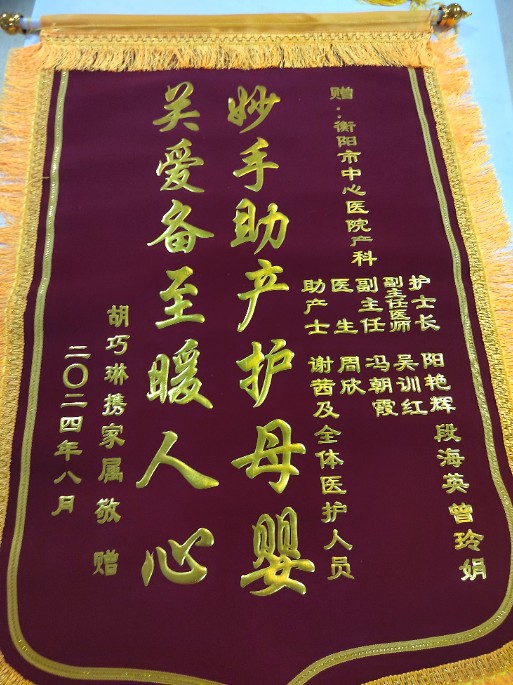 赠：衡阳市中心医院产科
护士长 阳艳辉 段海英 曾玲娟
副主任医师 吴训红
副主任 冯朝霞
医生 周欣
助产士 谢茜及全体医护人员
妙手助产护母婴
关爱备至暖人心
胡巧琳携家属敬赠
二〇二四年八月